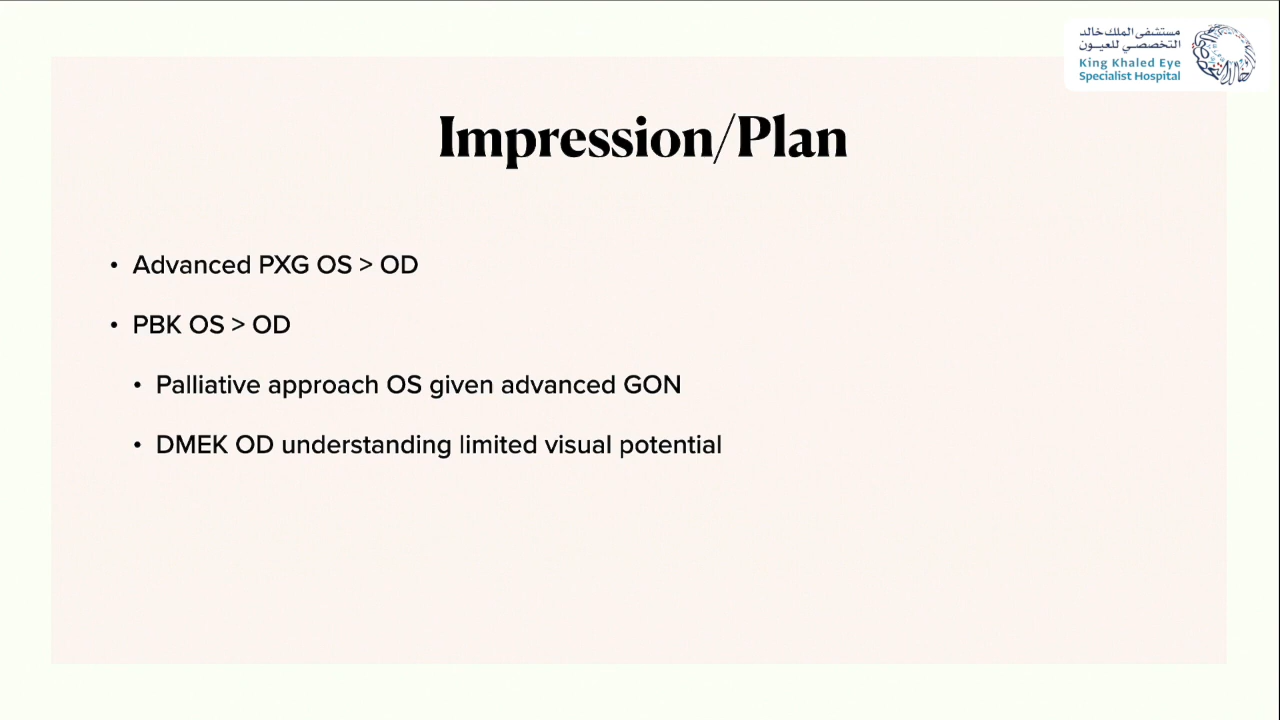 مستشفى الملك خالد
التخصصي للعيون
King Khaled Eye
Specialist Hospital
Impression/Plan
• Advanced PXG OS > OD
• PBK OS > OD
• Palliative approach OS given advanced GON
• DMEK OD understanding limited visual potential